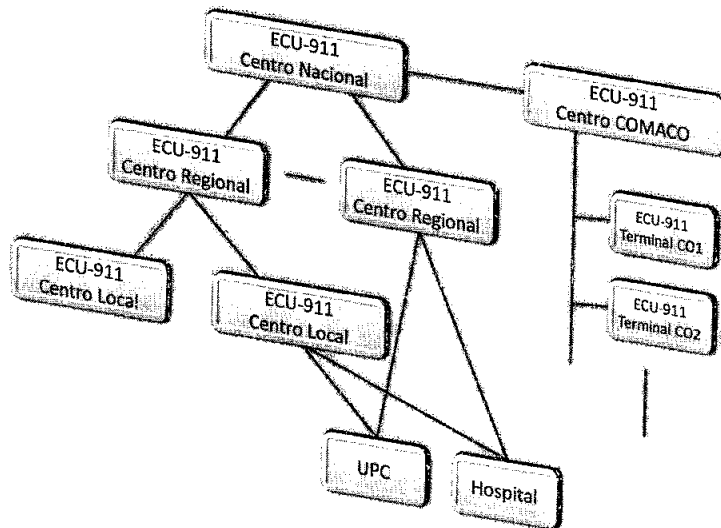 ECU-911
Centro Nacional
ECU-911
Centro COMACO
ECU-911
Centro Regional
ECU-911
Centro Regional
ECU-911
Terminal CO1
ECU-911
Centro Local
ECU-911
Centro Local
ECU-911
Terminal CO2
UPC
Hospital